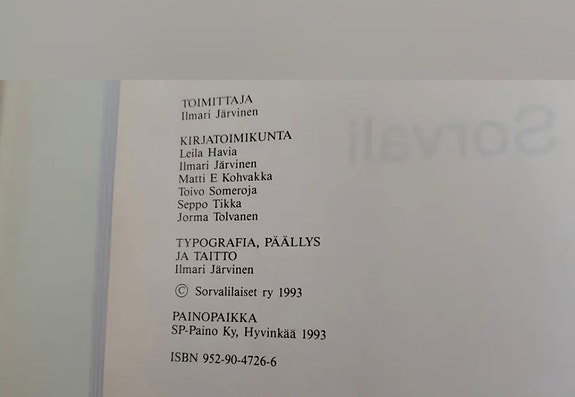 TOIMITTAJA
Ilmari Järvinen
KIRJATOIMIKUNTA
Leila Havia
Ilmari Järvinen
Matti E Kohvakka
Toivo Someroja
Seppo Tikka
Jorma Tolvanen
TYPOGRAFIA, PÄÄLLYS
JA TAITTO
Ilmari Järvinen
© Sorvalilaiset ry 1993
PAINOPAIKKA
SP-Paino Ky, Hyvinkää 1993
ISBN 952-90-4726-6
Sorvali